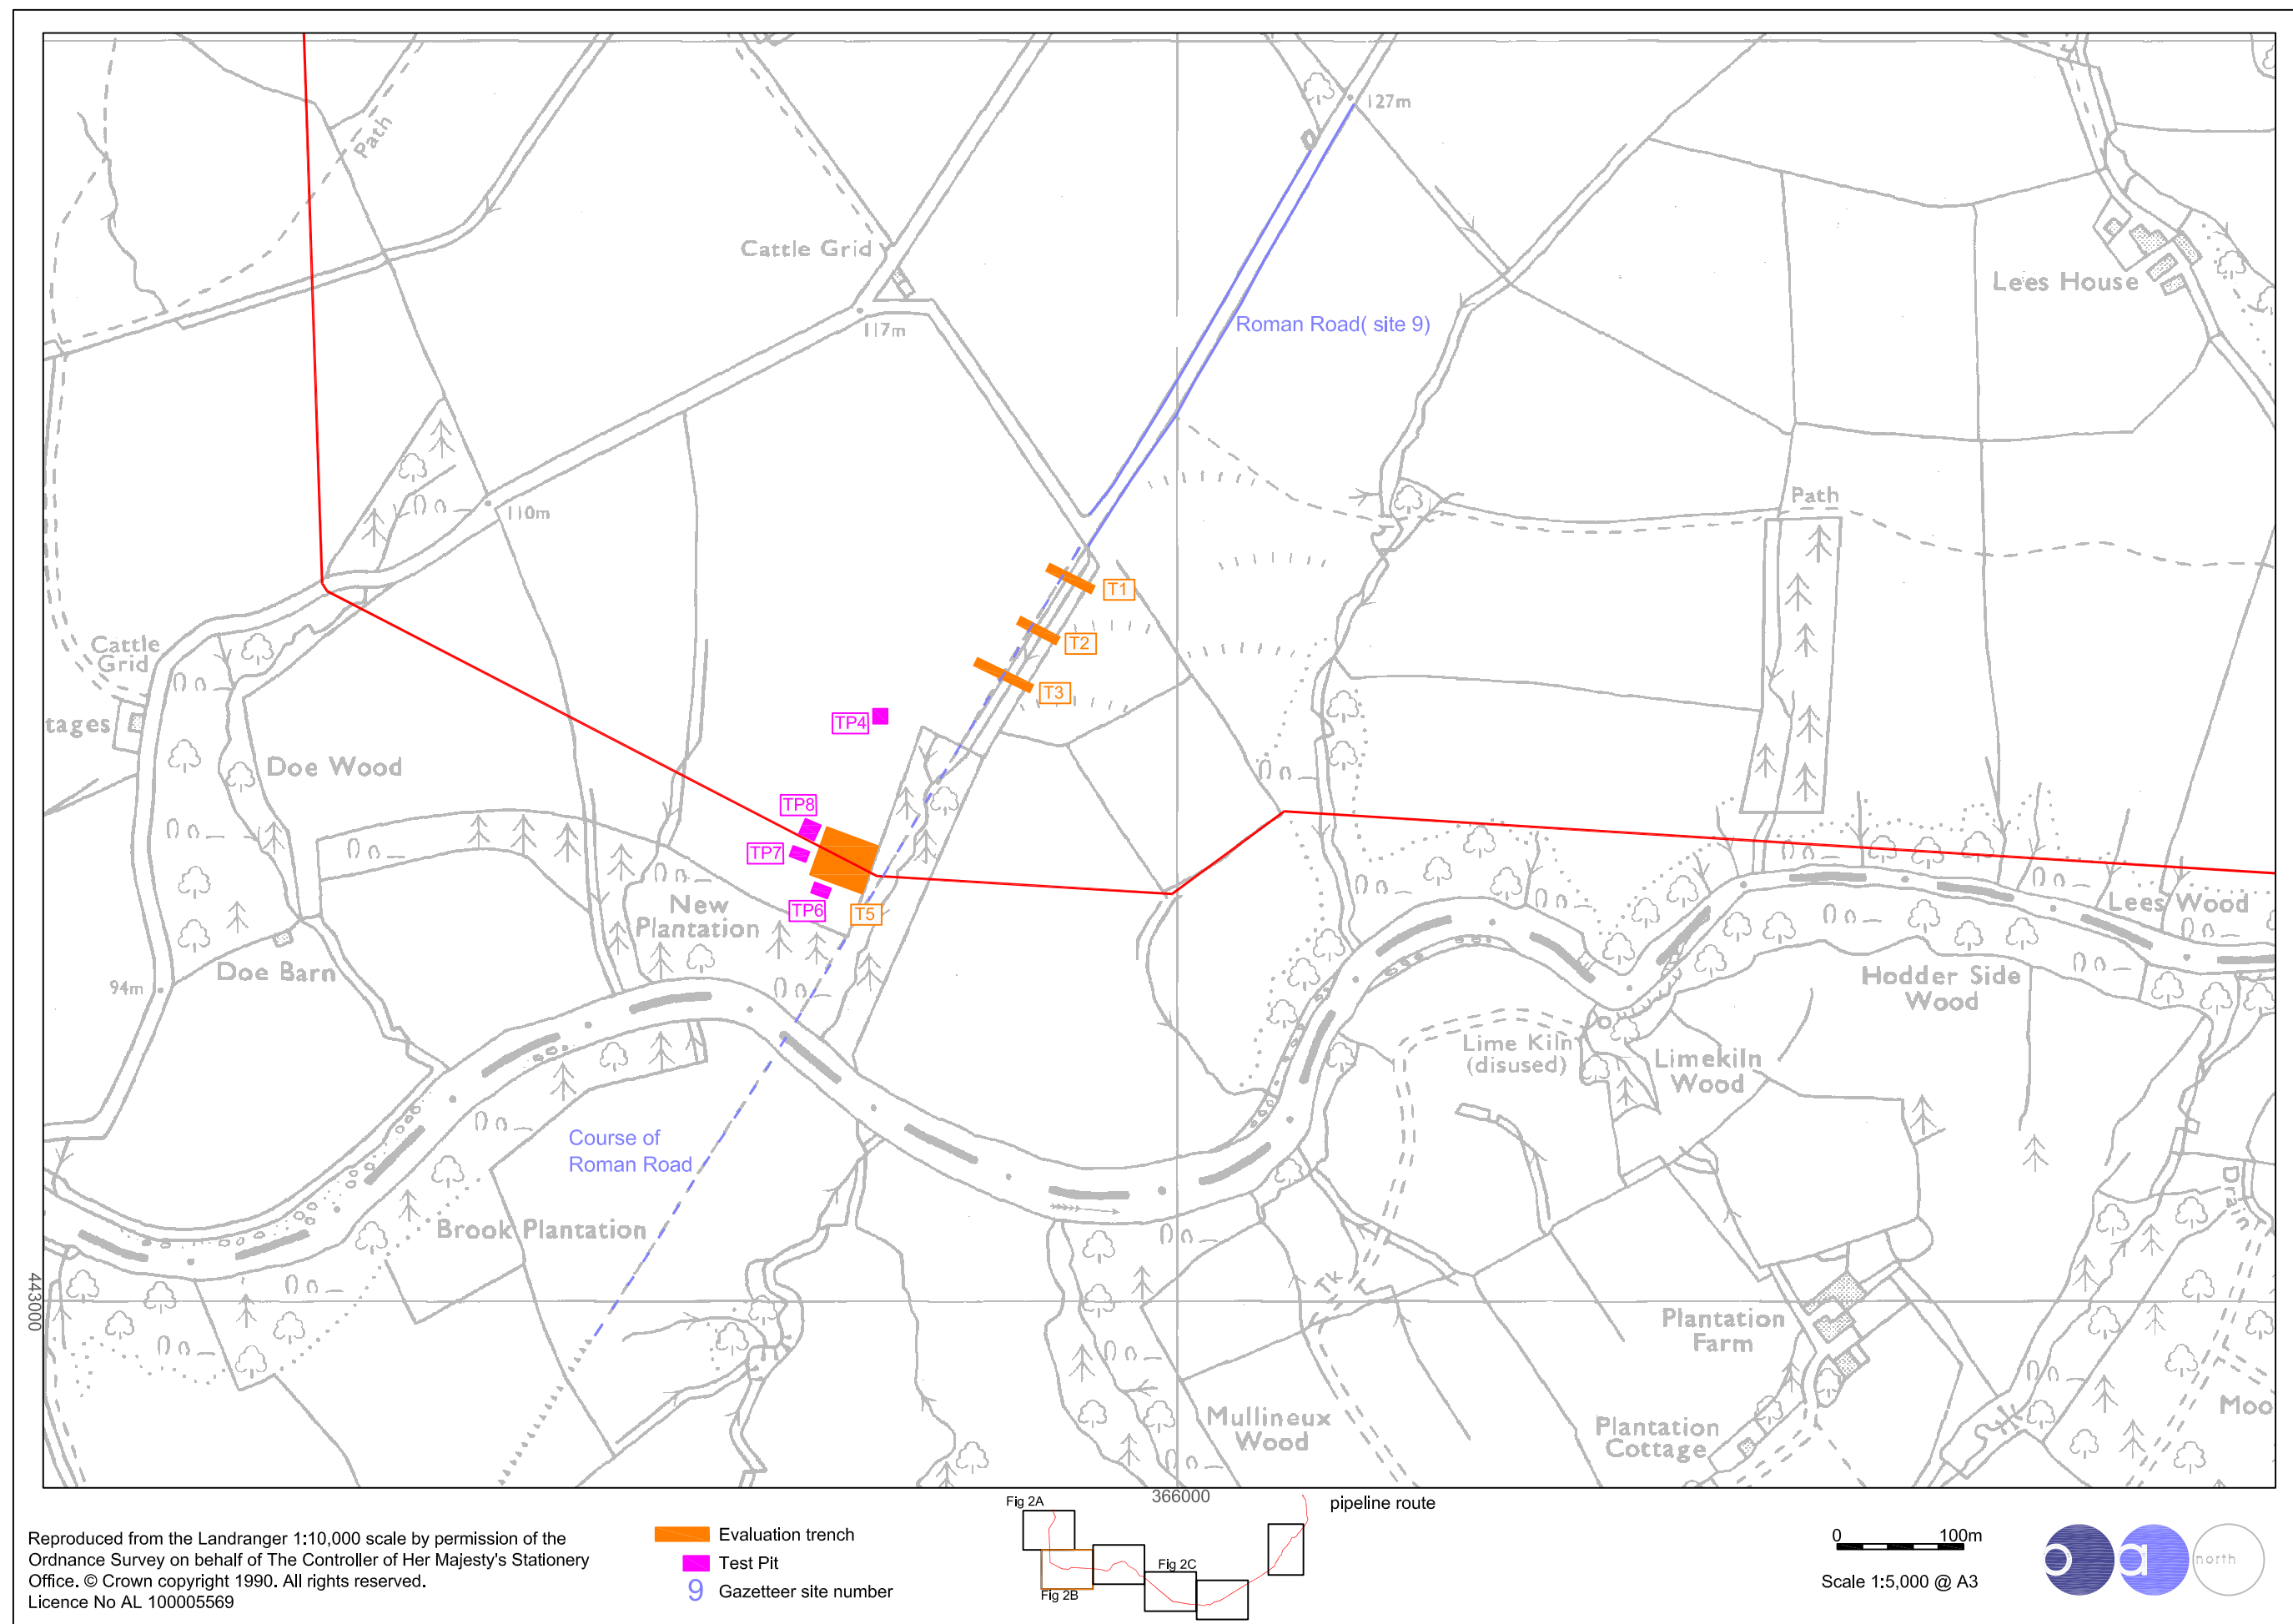 Path
127m
Cattle Grid
Lees House
117m
Roman Road( site 9)
Path
110m
T1
T2
T3
Cattle
Grid
tages
TP4
Doe Wood
TP8
TP7
TP6
T5
New
Plantation
Lees Wood
Doe Barn
94m
Hodder Side
Wood
Lime Kiln
(disused)
Limekiln
Wood
Course of
Roman Road
Brook Plantation
Drain
Tk
443000
Plantation
Farm
Mullineux
Wood
Plantation
Cottage
Moo
366000
Fig 2A
pipeline route
Fig 2C
Fig 2B
Reproduced from the Landranger 1:10,000 scale by permission of the
Ordnance Survey on behalf of The Controller of Her Majesty's Stationery
Office. © Crown copyright 1990. All rights reserved.
Licence No AL 100005569
Evaluation trench
Test Pit
9 Gazetteer site number
0 100m
Scale 1:5,000 @ A3
oa north